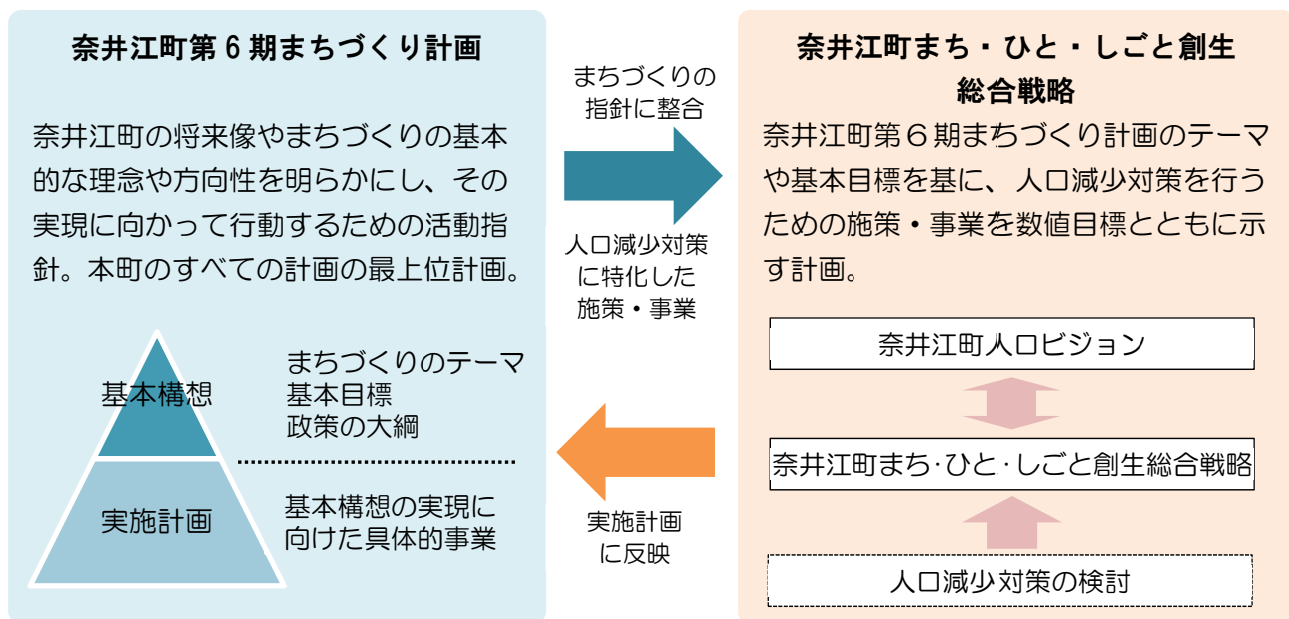 奈井江町第6期まちづくり計画
奈井江町の将来像やまちづくりの基本
的な理念や方向性を明らかにし、その
実現に向かって行動するための活動指
針。本町のすべての計画の最上位計画。
基本構想
まちづくりのテーマ
基本目標
政策の大綱
実施計画
基本構想の実現に
向けた具体的事業
まちづくりの
指針に整合
人口減少対策
に特化した
施策・事業
実施計画
に反映
奈井江町まち・ひと・しごと創生
総合戦略
奈井江町第6期まちづくり計画のテーマ
や基本目標を基に、人口減少対策を行う
ための施策・事業を数値目標とともに示
す計画。
奈井江町人口ビジョン
奈井江町まち・ひと・しごと創生総合戦略
人口減少対策の検討